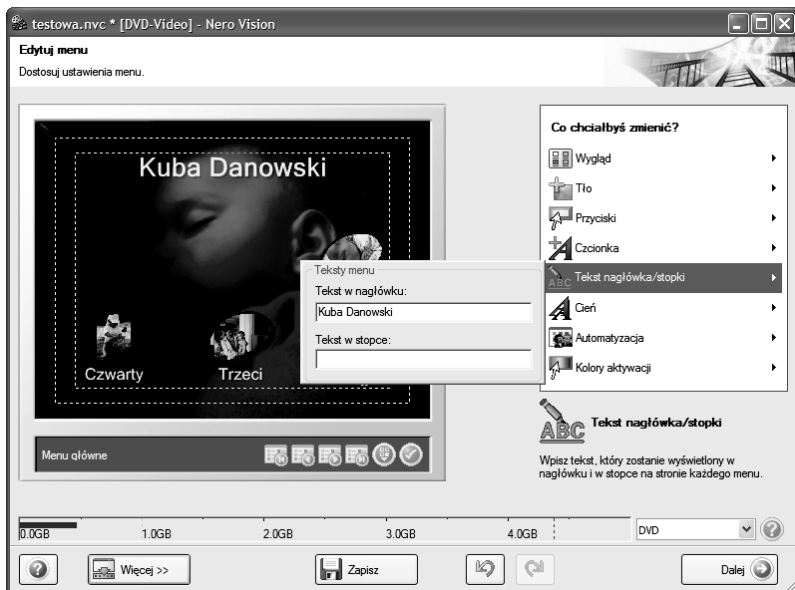 testowa.nvc * [DVD-Video] - Nero Vision
Edytuj menu
Dostosuj ustawienia menu.
Kuba Danowski
Czwarty
Trzeci
Menu główne
Teksty menu
Tekst w nagłówku:
Kuba Danowski
Tekst w stopce:
Co chciałbyś zmienić?
Wygląd
Tło
Przyciski
Czcionka
ABC
Tekst nagłówka/stopki
Cień
Automatyzacja
Kolory aktywacji
ABC
Tekst nagłówka/stopki
Wpisz tekst, który zostanie wyświetlony w
nagłówku i w stopce na stronie każdego menu.
0.0GB 1.0GB 2.0GB 3.0GB 4.0GB
DVD
Więcej >>
Zapisz
Dalej